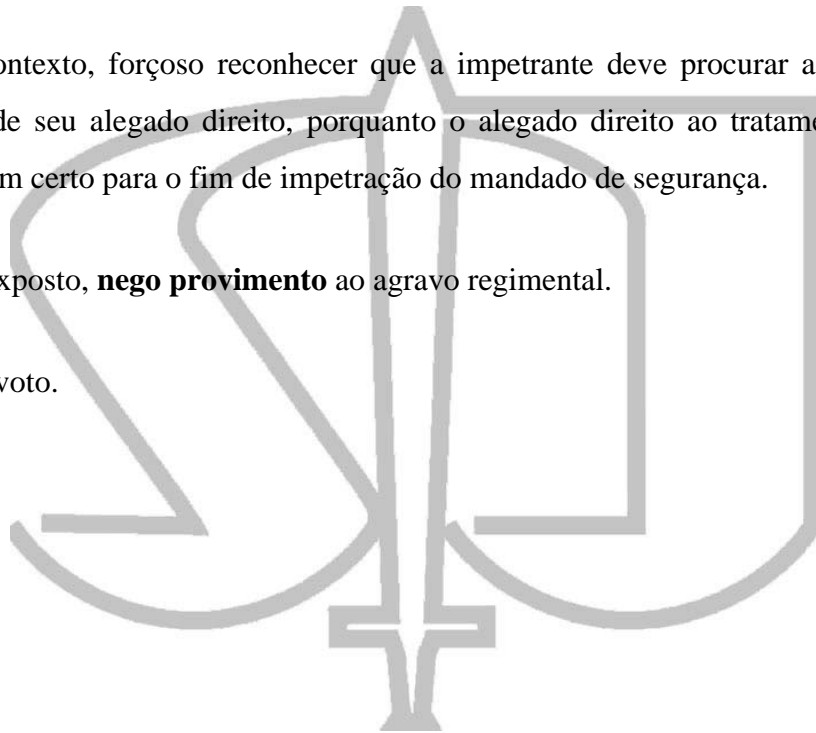 ontexto, forçoso reconhecer que a impetrante deve procurar a
de seu alegado direito, porquanto o alegado direito ao tratame
m certo para o fim de impetração do mandado de segurança.
xposto, nego provimento ao agravo regimental.
voto.